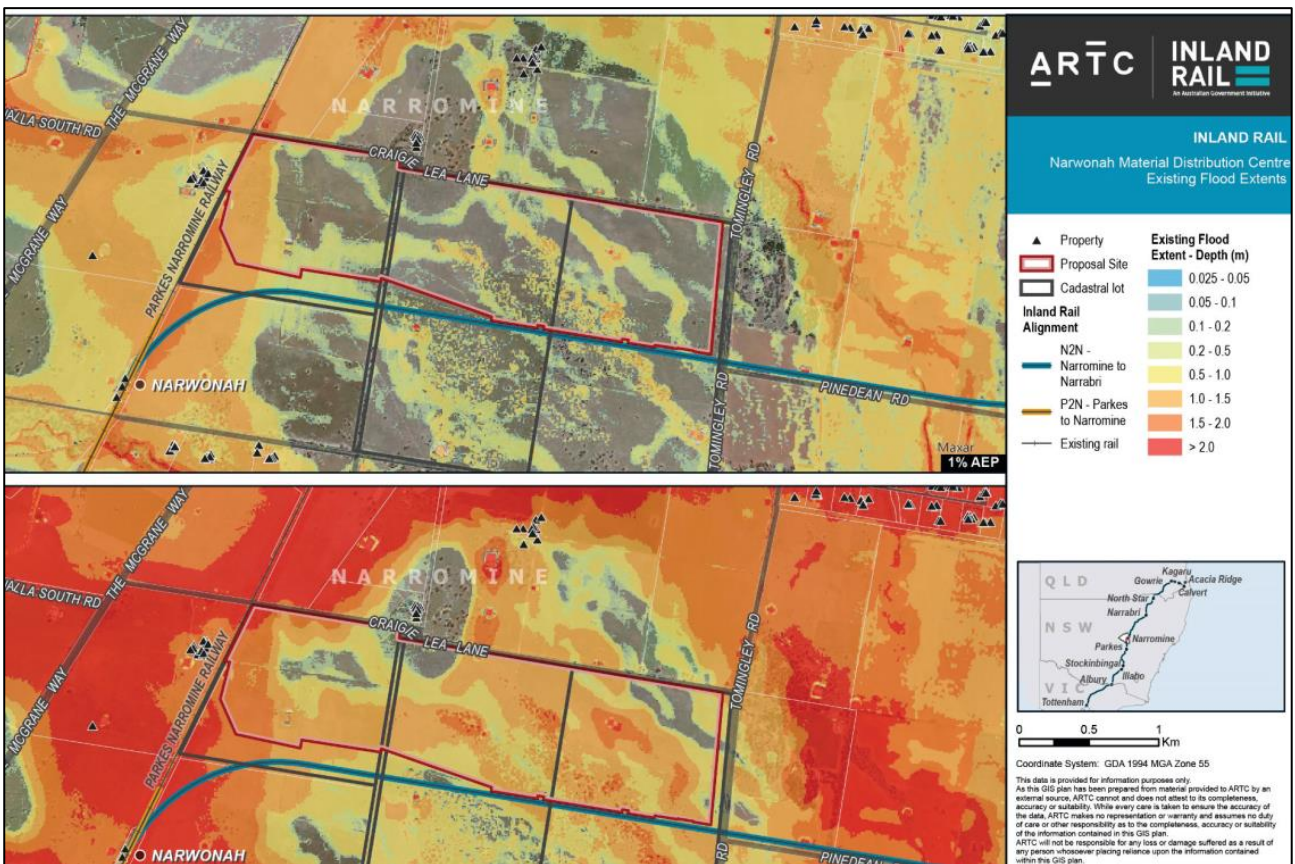 THE MCGRANE WAY
NARROMINE
CRAIGIE LEA LANE
MCGRANE WAY
PARKES NARROMINE RAILWAY
TOMINGLEY RD
NARWONAH
PINEDEAN RD
TOMINGLEY RD
Maxar
1% AEP
THE MCGRANE WAY
NARROMINE
CRAIGIE LEA LANE
MCGRANE WAY
PARKES NARROMINE RAILWAY
TOMINGLEY RD
NARWONAH
ARTC
INLAND
RAIL
An Australian Government Initiative
INLAND RAIL
Narwonah Material Distribution Centre
Existing Flood Extents
Property
Proposal Site
Cadastral lot
Inland Rail
Alignment
N2N -
Narromine to
Narrabri
P2N - Parkes
to Narromine
Existing rail
Existing Flood
Extent - Depth (m)
0.025 - 0.05
0.05 - 0.1
0.1 - 0.2
0.2 - 0.5
0.5 - 1.0
1.0 - 1.5
1.5 - 2.0
> 2.0
QLD
Kagaru
Gowrie
Acacia Ridge
Calvert
North Star
Narrabri
NSW
Narromine
Parkes
Stockinbingal
Illabo
Albury
VIC
Tottenham
0 0.5 1
Km
Coordinate System: GDA 1994 MGA Zone 55
This data is provided for information purposes only.
As this GIS plan has been prepared from material provided to ARTC by an
external source, ARTC cannot and does not attest to its completeness,
accuracy or suitability. While every care is taken to ensure the accuracy of
the data, ARTC makes no representation or warranty and assumes no duty
of care or other responsibility as to the completeness, accuracy or suitability
of the information contained in this GIS plan.
ARTC will not be responsible for any loss or damage suffered as a result of
any person whosoever placing reliance upon the information contained
within this GIS plan.